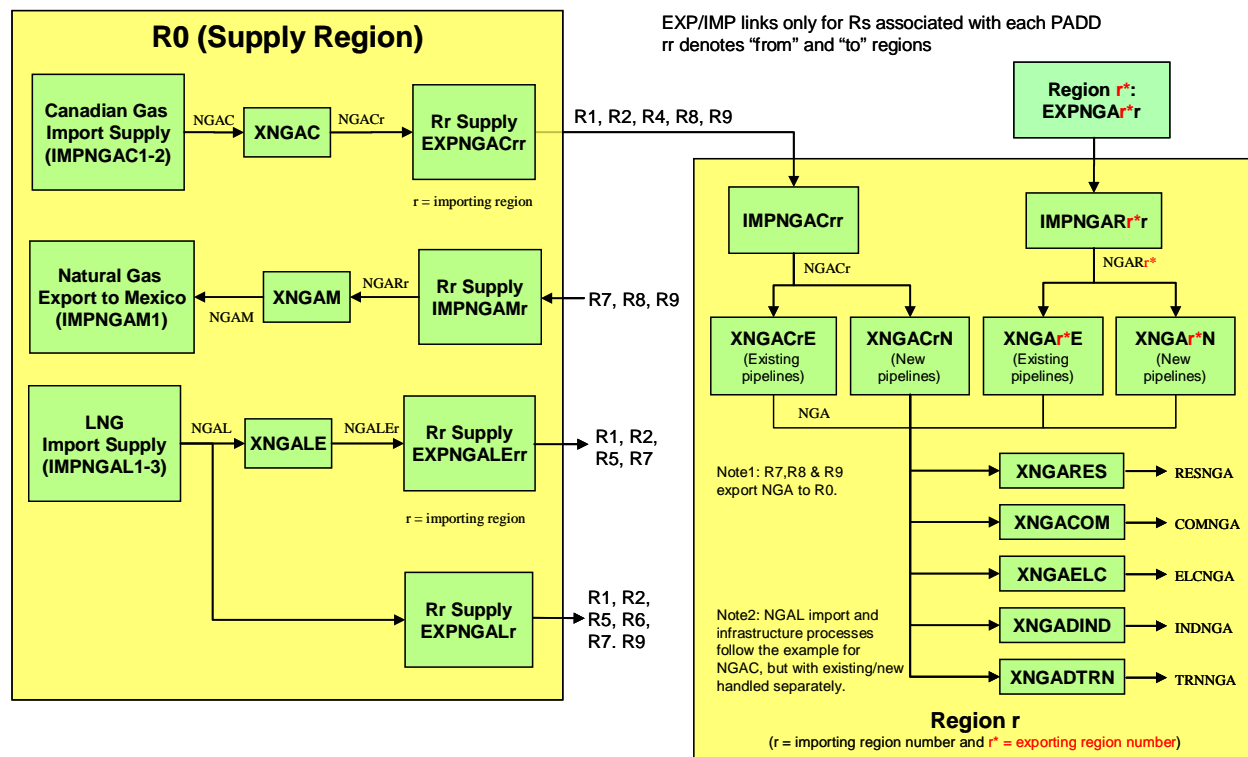 EXP/IMP links only for Rs associated with each PADD
rr denotes “from” and “to” regions
R0 (Supply Region)
Canadian Gas
Import Supply
(IMPNGAC1-2)
NGAC
XNGAC
NGACr
Rr Supply
EXPNGACrr
r = importing region
R1, R2, R4, R8, R9
Natural Gas
Export to Mexico
(IMPNGAM1)
NGAM
XNGAM
NGARr
Rr Supply
IMPNGAMr
R7, R8, R9
LNG
Import Supply
(IMPNGAL1-3)
NGAL
XNGALE
NGALEr
Rr Supply
EXPNGALErr
r = importing region
R1, R2,
R5, R7
Rr Supply
EXPNGALr
R1, R2,
R5, R6,
R7. R9
Region r*:
EXPNGAr*r
IMPNGACrr
NGACr
IMPNGARr*r
NGARr*
XNGACrE
(Existing
pipelines)
XNGACrN
(New
pipelines)
XNGAr*E
(Existing
pipelines)
XNGAr*N
(New
pipelines)
NGA
Note1: R7,R8 & R9
export NGA to R0.
XNGARES
RESNGA
XNGACOM
COMNGA
XNGAELC
ELCNGA
XNGADIND
INDNGA
XNGADTRN
TRNNGA
Note2: NGAL import and
infrastructure processes
follow the example for
NGAC, but with existing/new
handled separately.
Region r
(r = importing region number and r* = exporting region number)